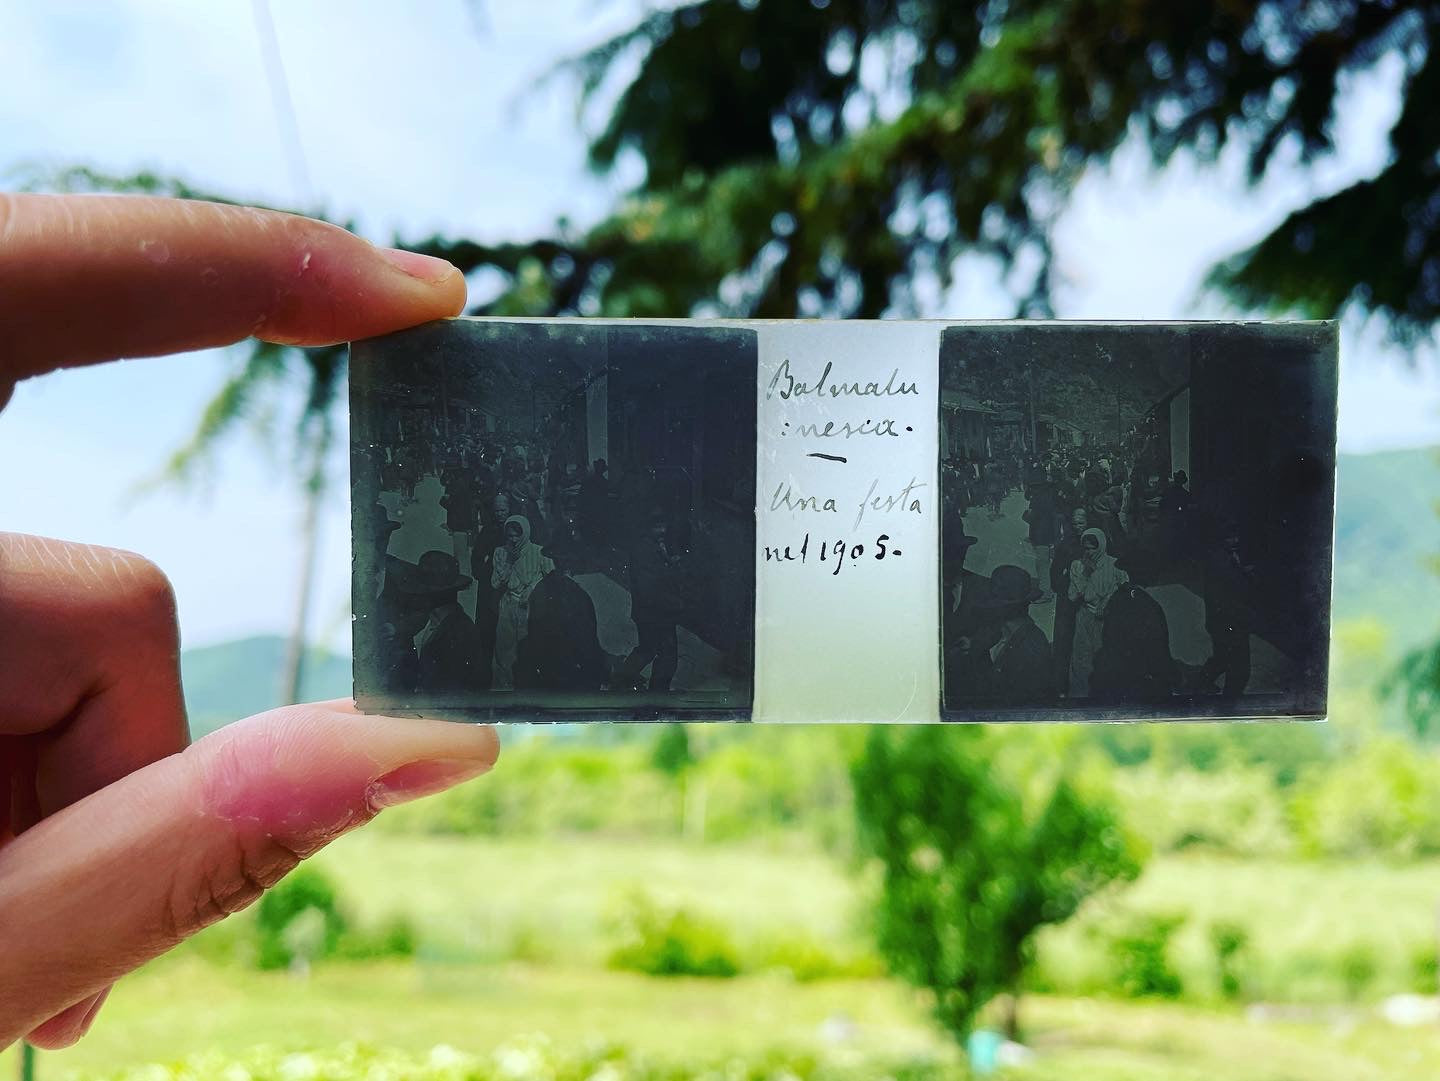 Balmalu
:nesca.
—
Una festa
nel 1905.